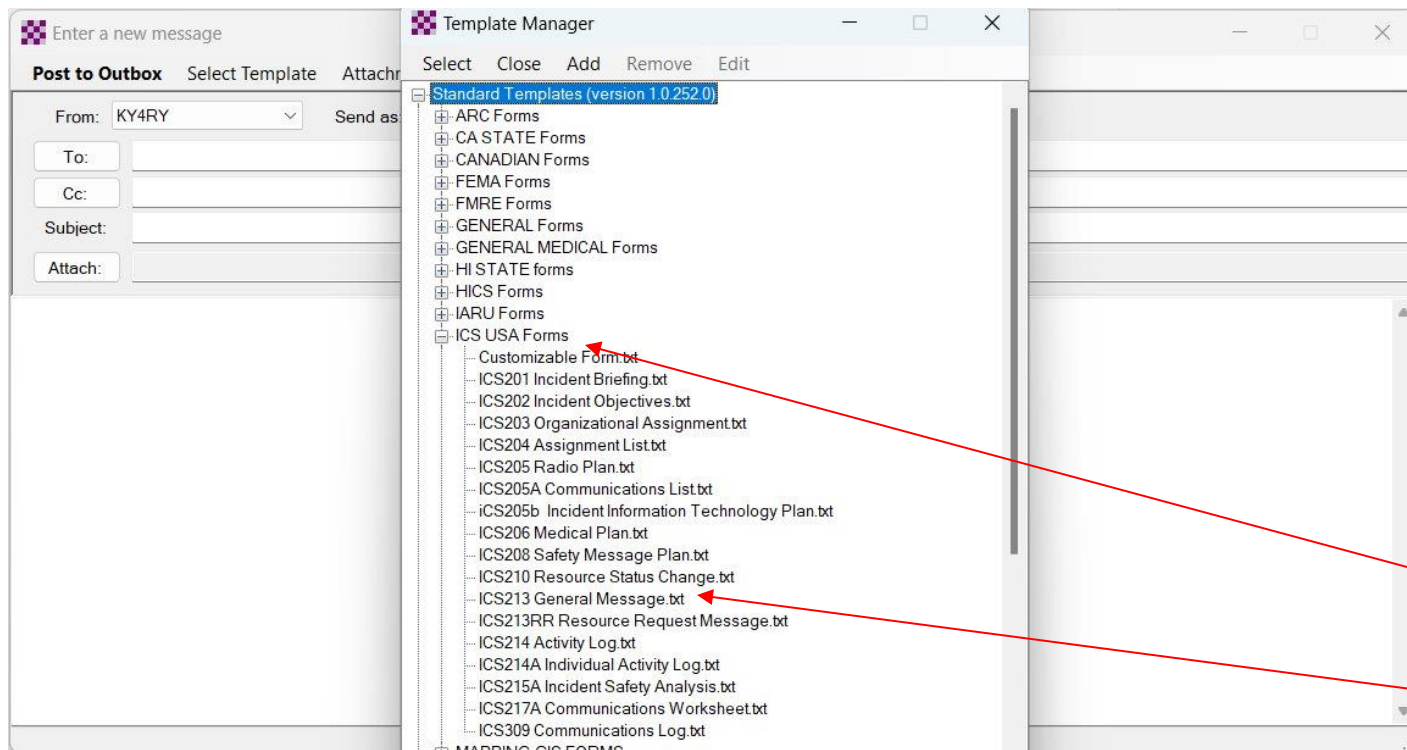 Enter a new message
Post to Outbox Select Template Attachr
From: KY4RY Send as:
To:
Cc:
Subject:
Attach:
Template Manager
Select Close Add Remove Edit
Standard Templates (version 1.0.252.0)
ARC Forms
CA STATE Forms
CANADIAN Forms
FEMA Forms
FMRE Forms
GENERAL Forms
GENERAL MEDICAL Forms
HI STATE forms
HICS Forms
IARU Forms
ICS USA Forms
Customizable Form.txt
ICS201 Incident Briefing.txt
ICS202 Incident Objectives.txt
ICS203 Organizational Assignment.txt
ICS204 Assignment List.txt
ICS205 Radio Plan.txt
ICS205A Communications List.txt
iCS205b Incident Information Technology Plan.txt
ICS206 Medical Plan.txt
ICS208 Safety Message Plan.txt
ICS210 Resource Status Change.txt
ICS213 General Message.txt
ICS213RR Resource Request Message.txt
ICS214 Activity Log.txt
ICS214A Individual Activity Log.txt
ICS215A Incident Safety Analysis.txt
ICS217A Communications Worksheet.txt
ICS309 Communications Log.txt
MAPPING GIS FORMS